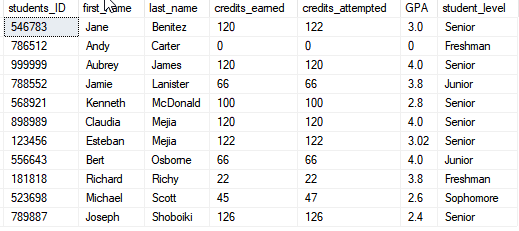 students_ID first_name last_name credits_earned credits_attempted GPA student_level
546783 Jane Benitez 120 122 3.0 Senior
786512 Andy Carter 0 0 0 Freshman
999999 Aubrey James 120 120 4.0 Senior
788552 Jamie Lanister 66 66 3.8 Junior
568921 Kenneth McDonald 100 100 2.8 Senior
898989 Claudia Mejia 120 120 4.0 Senior
123456 Esteban Mejia 122 122 3.02 Senior
556643 Bert Osborne 66 66 4.0 Junior
181818 Richard Richy 22 22 3.8 Freshman
523698 Michael Scott 45 47 2.6 Sophomore
789887 Joseph Shoboiki 126 126 2.4 Senior